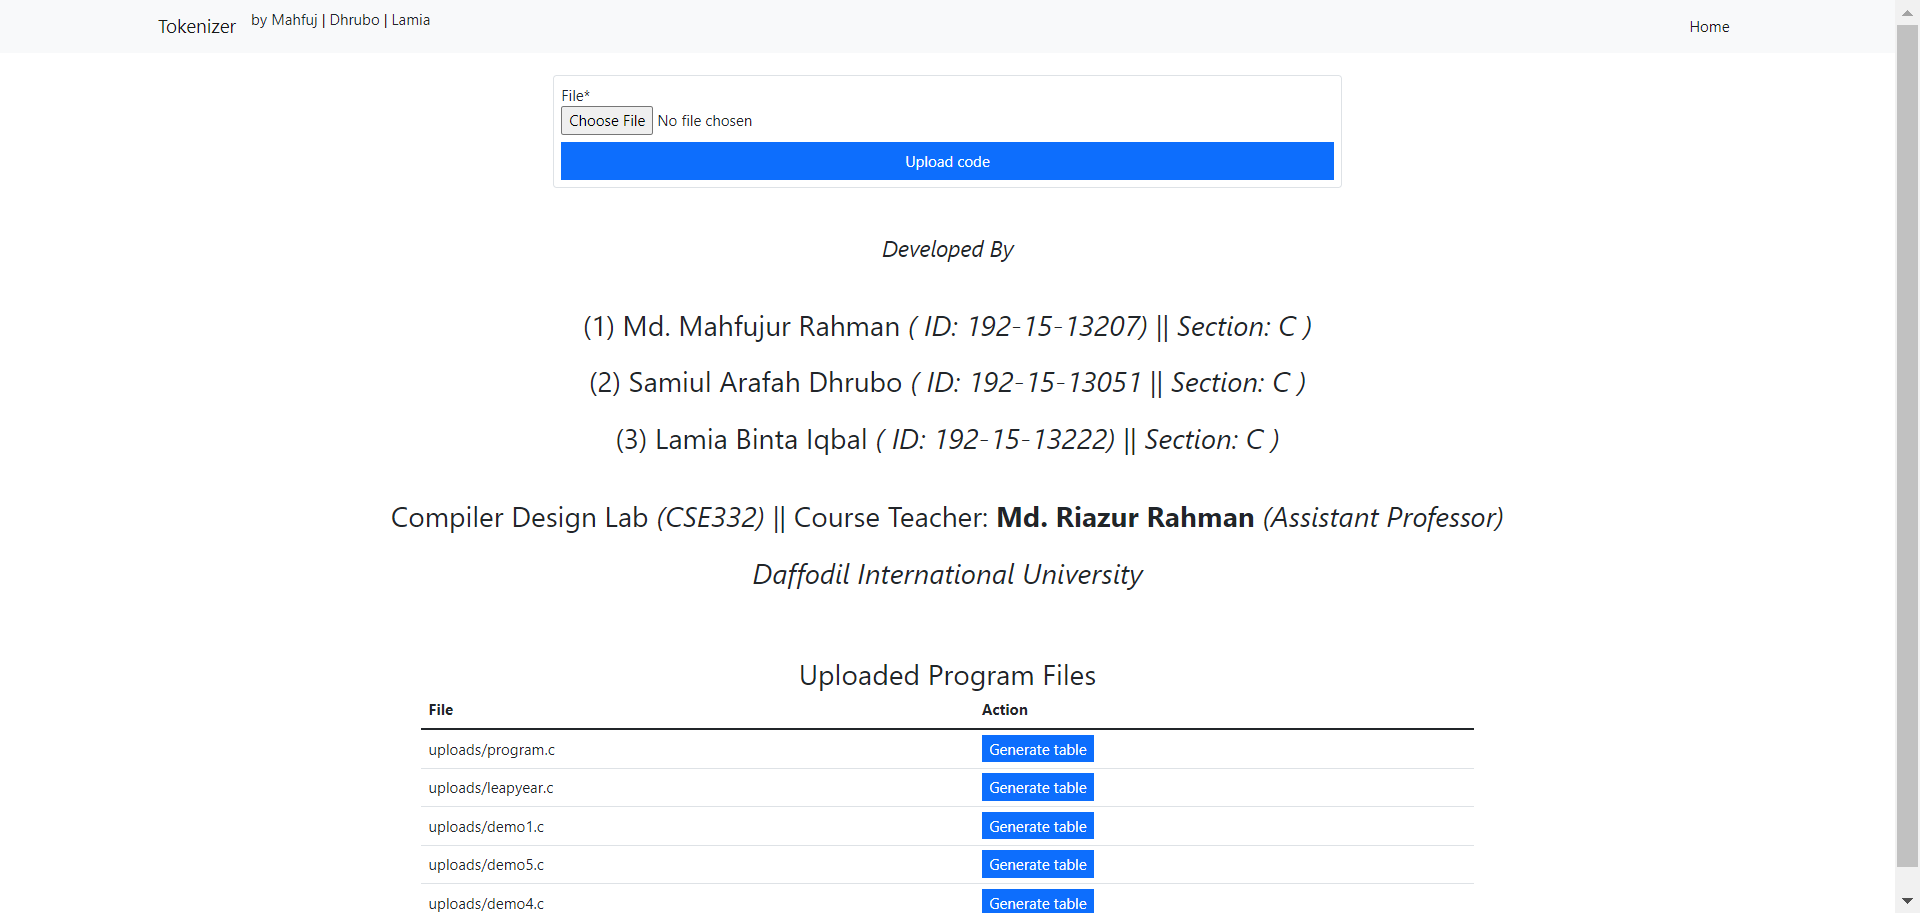 Tokenizer by Mahfuj | Dhrubo | Lamia Home
File*
Choose File No file chosen
Upload code
Developed By
(1) Md. Mahfujur Rahman ( ID: 192-15-13207) || Section: C )
(2) Samiul Arafah Dhrubo ( ID: 192-15-13051 || Section: C )
(3) Lamia Binta Iqbal ( ID: 192-15-13222) || Section: C )
Compiler Design Lab (CSE332) || Course Teacher: Md. Riazur Rahman (Assistant Professor)
Daffodil International University
Uploaded Program Files
File Action
uploads/program.c Generate table
uploads/leapyear.c Generate table
uploads/demo1.c Generate table
uploads/demo5.c Generate table
uploads/demo4.c Generate table